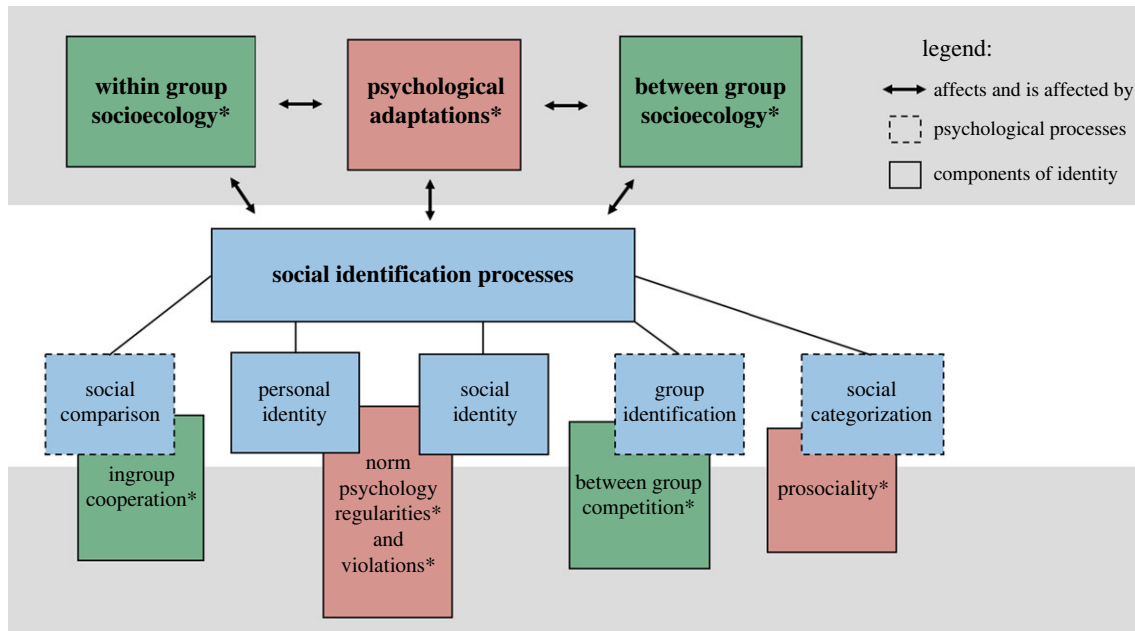 within group
socioecology*
psychological
adaptations*
between group
socioecology*
legend:
affects and is affected by
psychological processes
components of identity
social identification processes
social
comparison
personal
identity
social
identity
group
identification
social
categorization
ingroup
cooperation*
norm
psychology
regularities*
and
violations*
between group
competition*
prosociality*